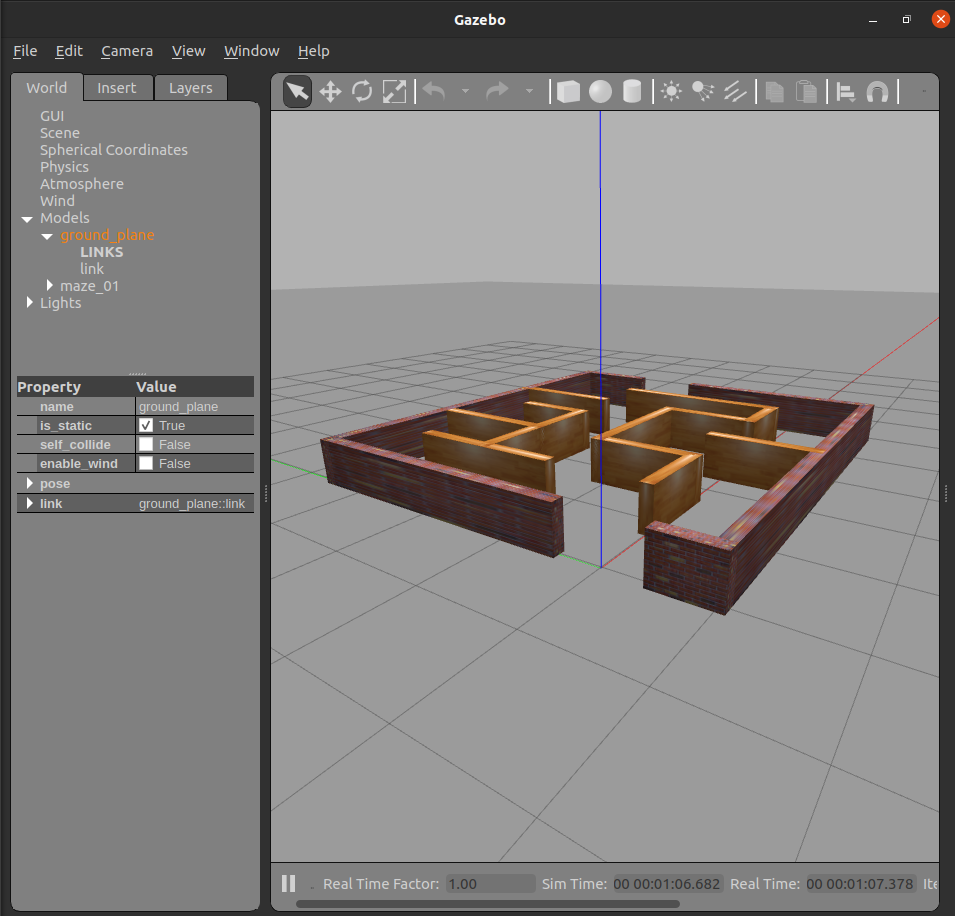 Gazebo
File Edit Camera View Window Help
World Insert Layers
GUI
Scene
Spherical Coordinates
Physics
Atmosphere
Wind
Models
ground_plane
LINKS
link
maze_01
Lights
Property Value
name ground_plane
is_static True
self_collide False
enable_wind False
pose
link ground_plane::link
Real Time Factor: 1.00 Sim Time: 00 00:01:06.682 Real Time: 00 00:01:07.378 Ite